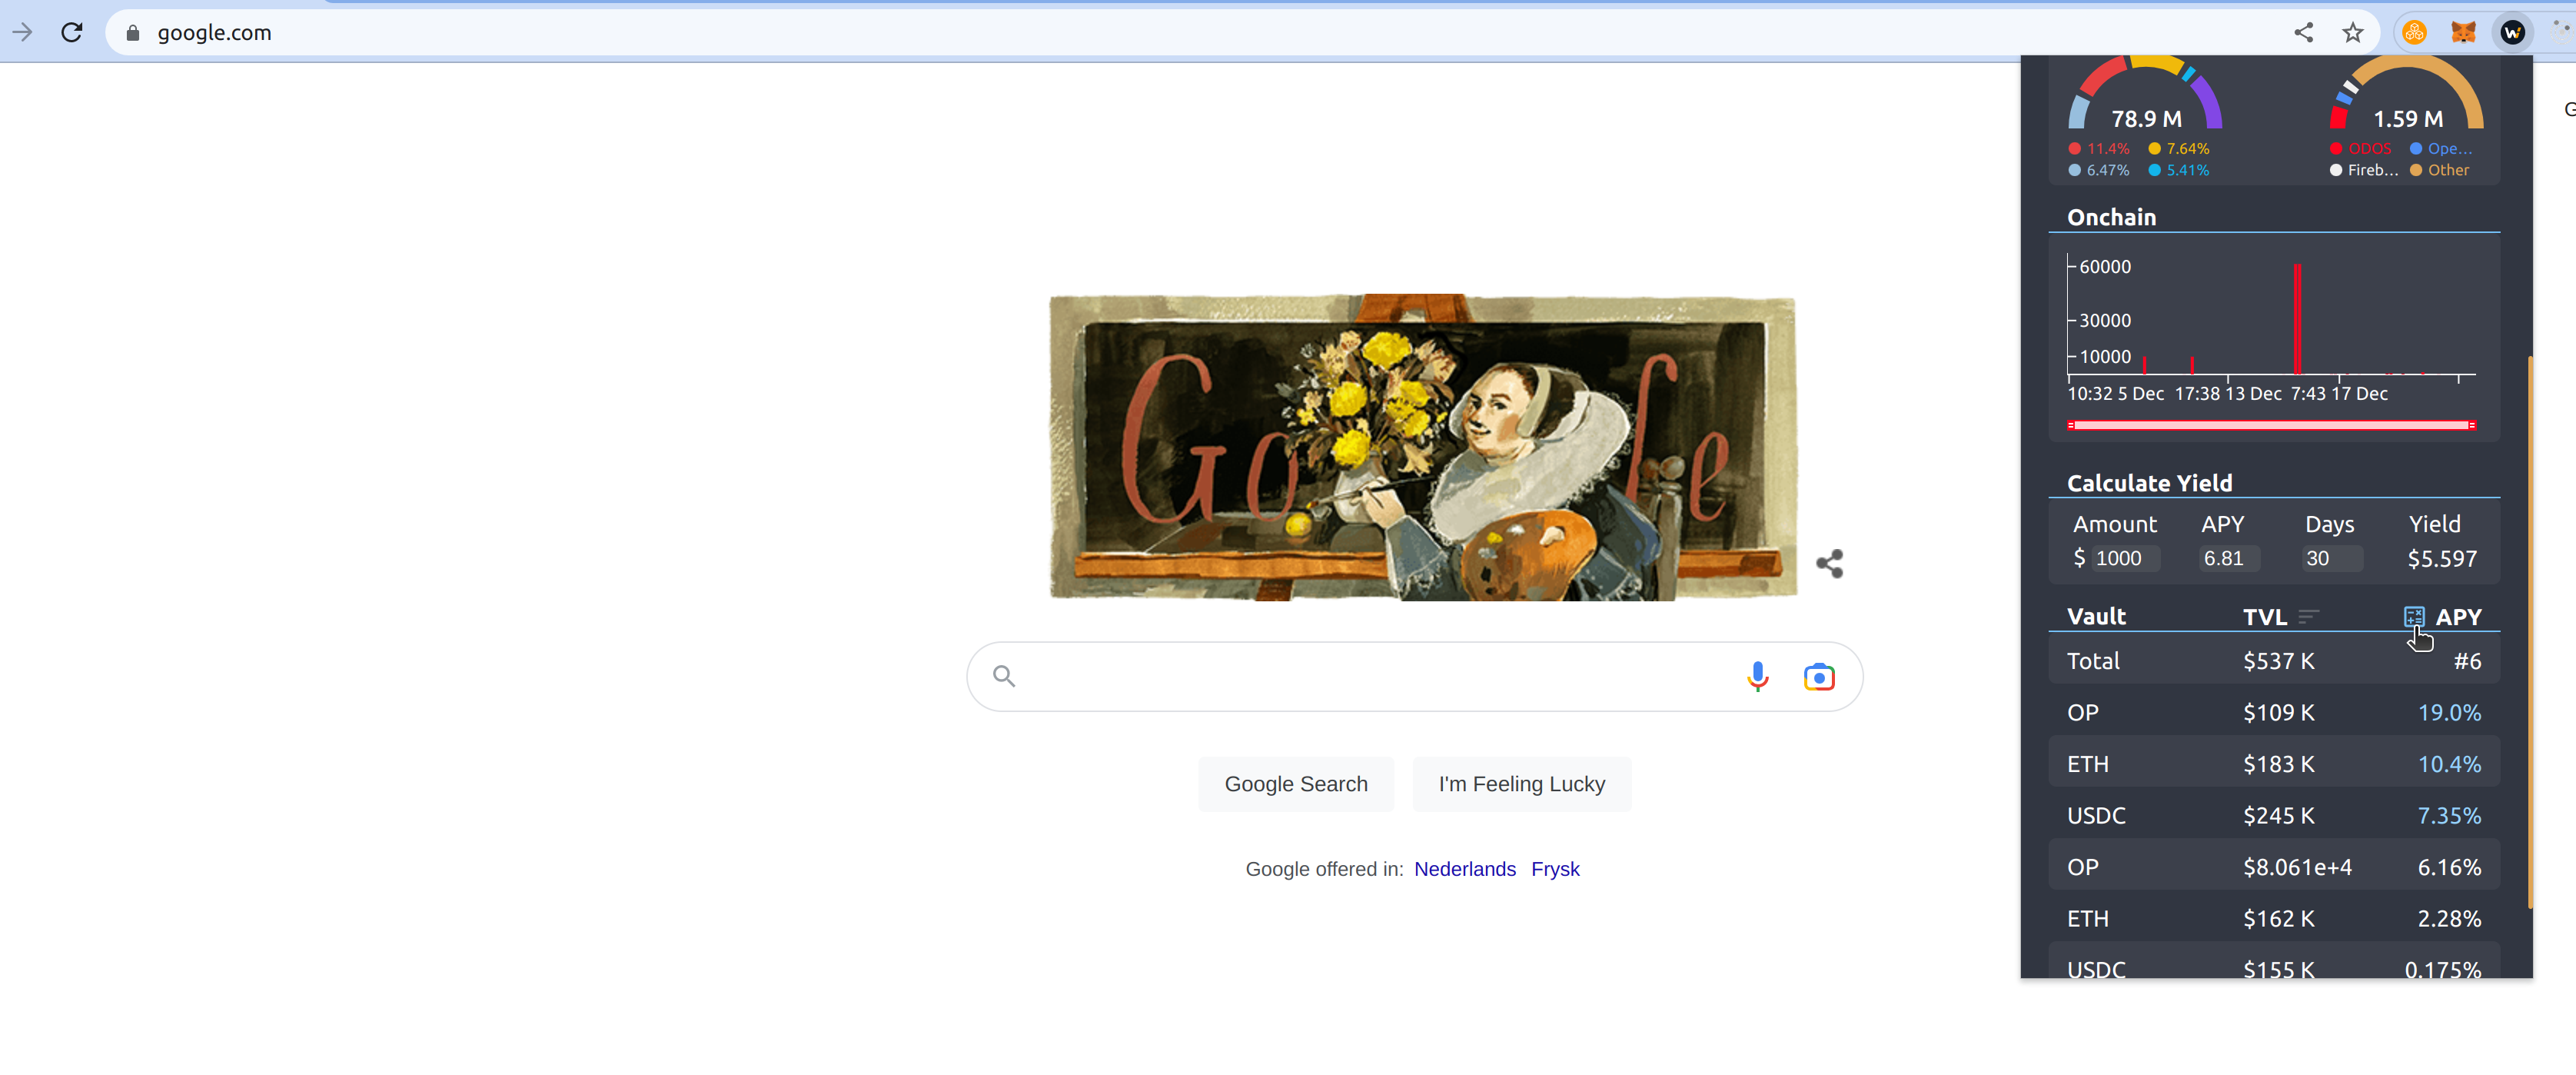 google.com
G
78.9 M
11.4% 7.64%
6.47% 5.41%
1.59 M
ODOS Ope...
Fireb... Other
Onchain
60000
30000
10000
10:32 5 Dec 17:38 13 Dec 7:43 17 Dec
Calculate Yield
Amount APY Days Yield
$ 1000 6.81 30 $5.597
Vault TVL APY
Total $537 K #6
OP $109 K 19.0%
ETH $183 K 10.4%
USDC $245 K 7.35%
OP $8.061e+4 6.16%
ETH $162 K 2.28%
USDC $155 K 0.175%
Go le
Google Search I'm Feeling Lucky
Google offered in: Nederlands Frysk